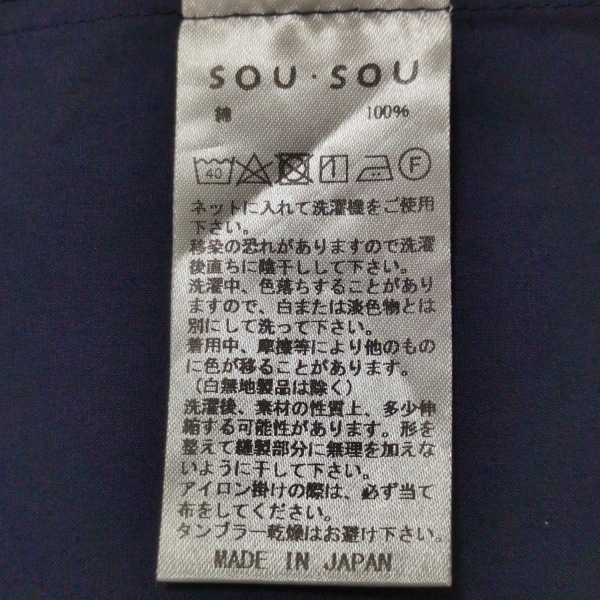 SOU・SOU
綿 100%
40 F
ネットに入れて洗濯機をご使用
下さい。
移染の恐れがありますので洗濯
後直ちに陰干しして下さい。
洗濯中、色落ちすることがあり
ますので、白または淡色物とは
別にして洗って下さい。
着用中、摩擦等により他のもの
に色が移ることがあります。
（白無地製品は除く）
洗濯後、素材の性質上、多少伸
縮する可能性があります。形を
整えて縫製部分に無理を加えな
いように干して下さい。
アイロン掛けの際は、必ず当て
布をしてください。
タンブラー乾燥はお避け下さい。
MADE IN JAPAN